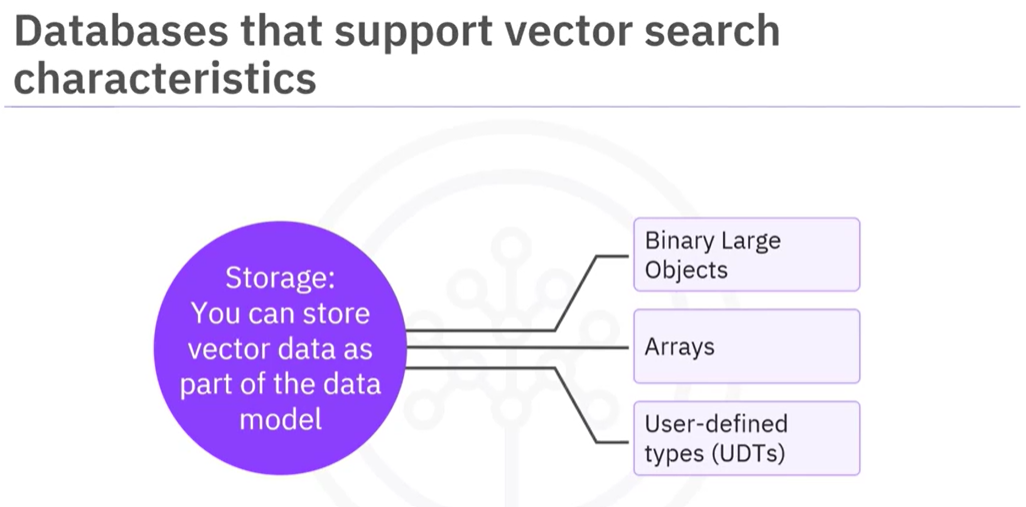 Databases that support vector search
characteristics
Storage:
You can store
vector data as
part of the data
model
Binary Large
Objects
Arrays
User-defined
types (UDTs)